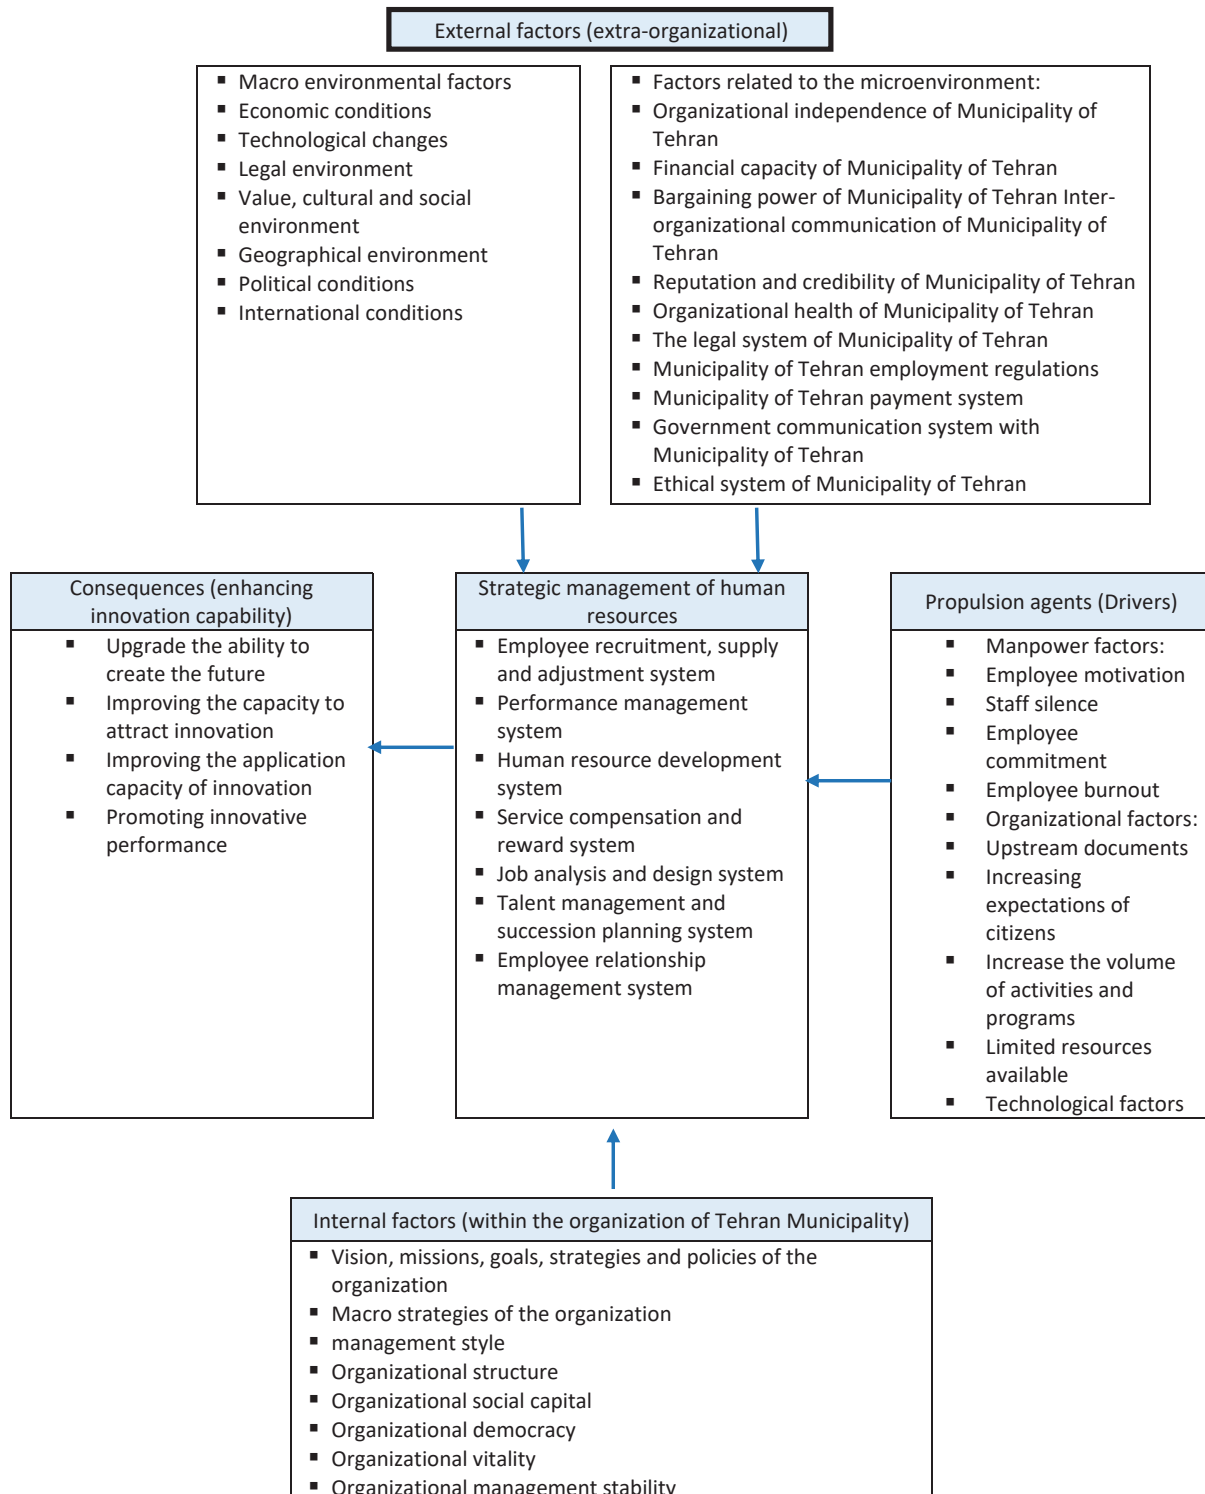 External factors (extra-organizational)
▪ Macro environmental factors
▪ Economic conditions
▪ Technological changes
▪ Legal environment
▪ Value, cultural and social
environment
▪ Geographical environment
▪ Political conditions
▪ International conditions
▪ Factors related to the microenvironment:
▪ Organizational independence of Municipality of
Tehran
▪ Financial capacity of Municipality of Tehran
▪ Bargaining power of Municipality of Tehran Inter-
organizational communication of Municipality of
Tehran
▪ Reputation and credibility of Municipality of Tehran
▪ Organizational health of Municipality of Tehran
▪ The legal system of Municipality of Tehran
▪ Municipality of Tehran employment regulations
▪ Municipality of Tehran payment system
▪ Government communication system with
Municipality of Tehran
▪ Ethical system of Municipality of Tehran
Consequences (enhancing
innovation capability)
▪ Upgrade the ability to
create the future
▪ Improving the capacity to
attract innovation
▪ Improving the application
capacity of innovation
▪ Promoting innovative
performance
Strategic management of human
resources
▪ Employee recruitment, supply
and adjustment system
▪ Performance management
system
▪ Human resource development
system
▪ Service compensation and
reward system
▪ Job analysis and design system
▪ Talent management and
succession planning system
▪ Employee relationship
management system
Propulsion agents (Drivers)
▪ Manpower factors:
▪ Employee motivation
▪ Staff silence
▪ Employee
commitment
▪ Employee burnout
▪ Organizational factors:
▪ Upstream documents
▪ Increasing
expectations of
citizens
▪ Increase the volume
of activities and
programs
▪ Limited resources
available
▪ Technological factors
Internal factors (within the organization of Tehran Municipality)
▪ Vision, missions, goals, strategies and policies of the
organization
▪ Macro strategies of the organization
▪ management style
▪ Organizational structure
▪ Organizational social capital
▪ Organizational democracy
▪ Organizational vitality
▪ Organizational management stability